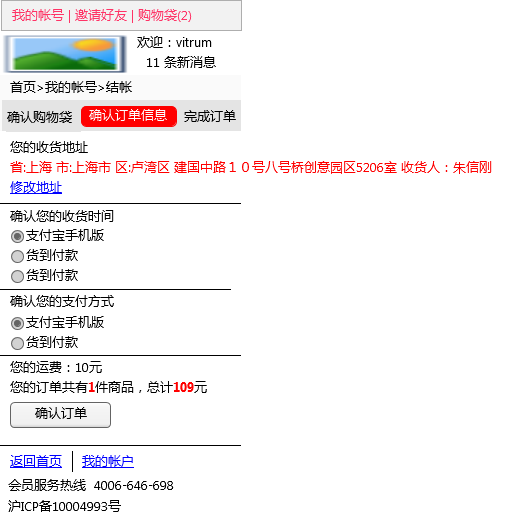 我的帐号 | 邀请好友 | 购物袋(2)
欢迎：vitrum
11 条新消息
首页>我的帐号>结帐
确认购物袋 确认订单信息 完成订单
您的收货地址
省:上海 市:上海市 区:卢湾区 建国中路１０号八号桥创意园区5206室 收货人：朱信刚
修改地址
确认您的收货时间
支付宝手机版
货到付款
货到付款
确认您的支付方式
支付宝手机版
货到付款
您的运费：10元
您的订单共有1件商品，总计109元
确认订单
返回首页 | 我的帐户
会员服务热线 4006-646-698
沪ICP备10004993号